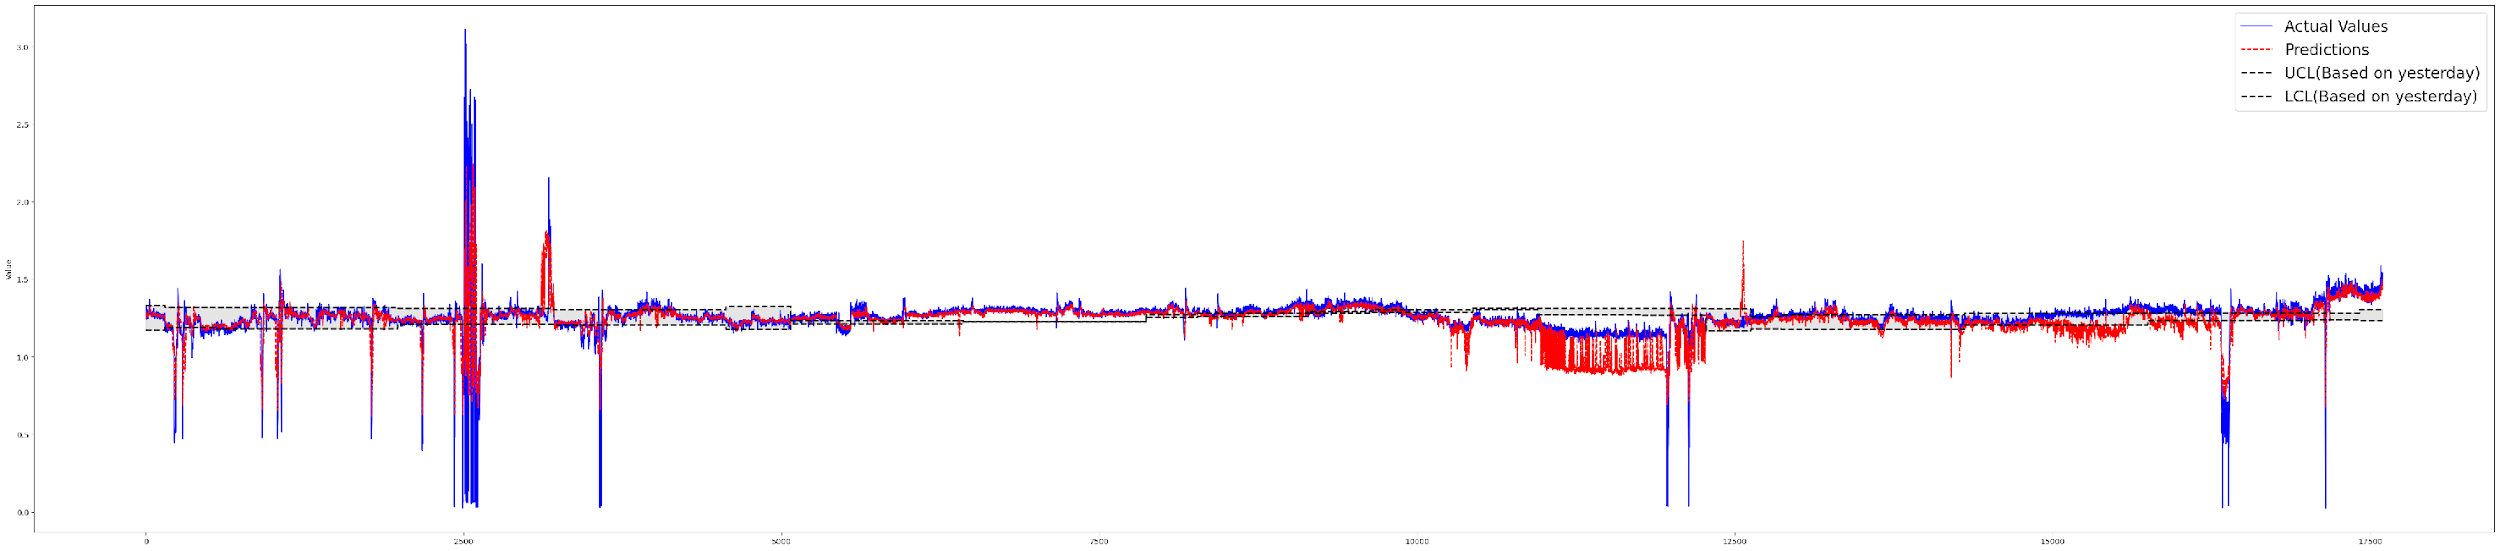 Actual Values
Predictions
UCL(Based on yesterday)
LCL(Based on yesterday)
Value
3.0
2.5
2.0
1.5
1.0
0.5
0.0
0 2500 5000 7500 10000 12500 15000 17500